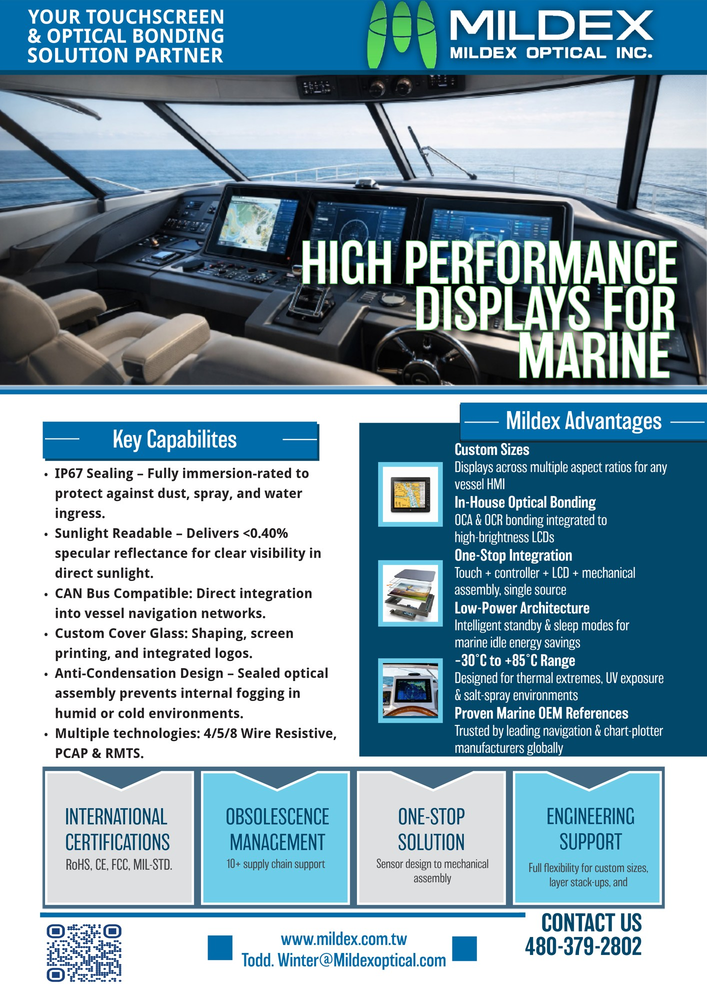 YOUR TOUCHSCREEN
& OPTICAL BONDING
SOLUTION PARTNER
MILDEX
MILDEX OPTICAL INC.
HIGH PERFORMANCE
DISPLAYS FOR
MARINE
Key Capabilites
• IP67 Sealing – Fully immersion-rated to
protect against dust, spray, and water
ingress.
• Sunlight Readable – Delivers <0.40%
specular reflectance for clear visibility in
direct sunlight.
• CAN Bus Compatible: Direct integration
into vessel navigation networks.
• Custom Cover Glass: Shaping, screen
printing, and integrated logos.
• Anti-Condensation Design – Sealed optical
assembly prevents internal fogging in
humid or cold environments.
• Multiple technologies: 4/5/8 Wire Resistive,
PCAP & RMTS.
Mildex Advantages
Custom Sizes
Displays across multiple aspect ratios for any
vessel HMI
In-House Optical Bonding
OCA & OCR bonding integrated to
high-brightness LCDs
One-Stop Integration
Touch + controller + LCD + mechanical
assembly, single source
Low-Power Architecture
Intelligent standby & sleep modes for
marine idle energy savings
-30°C to +85°C Range
Designed for thermal extremes, UV exposure
& salt-spray environments
Proven Marine OEM References
Trusted by leading navigation & chart-plotter
manufacturers globally
INTERNATIONAL
CERTIFICATIONS
RoHS, CE, FCC, MIL-STD.
OBSOLESCENCE
MANAGEMENT
10+ supply chain support
ONE-STOP
SOLUTION
Sensor design to mechanical
assembly
ENGINEERING
SUPPORT
Full flexibility for custom sizes,
layer stack-ups, and
www.mildex.com.tw
Todd. Winter@Mildexoptical.com
CONTACT US
480-379-2802